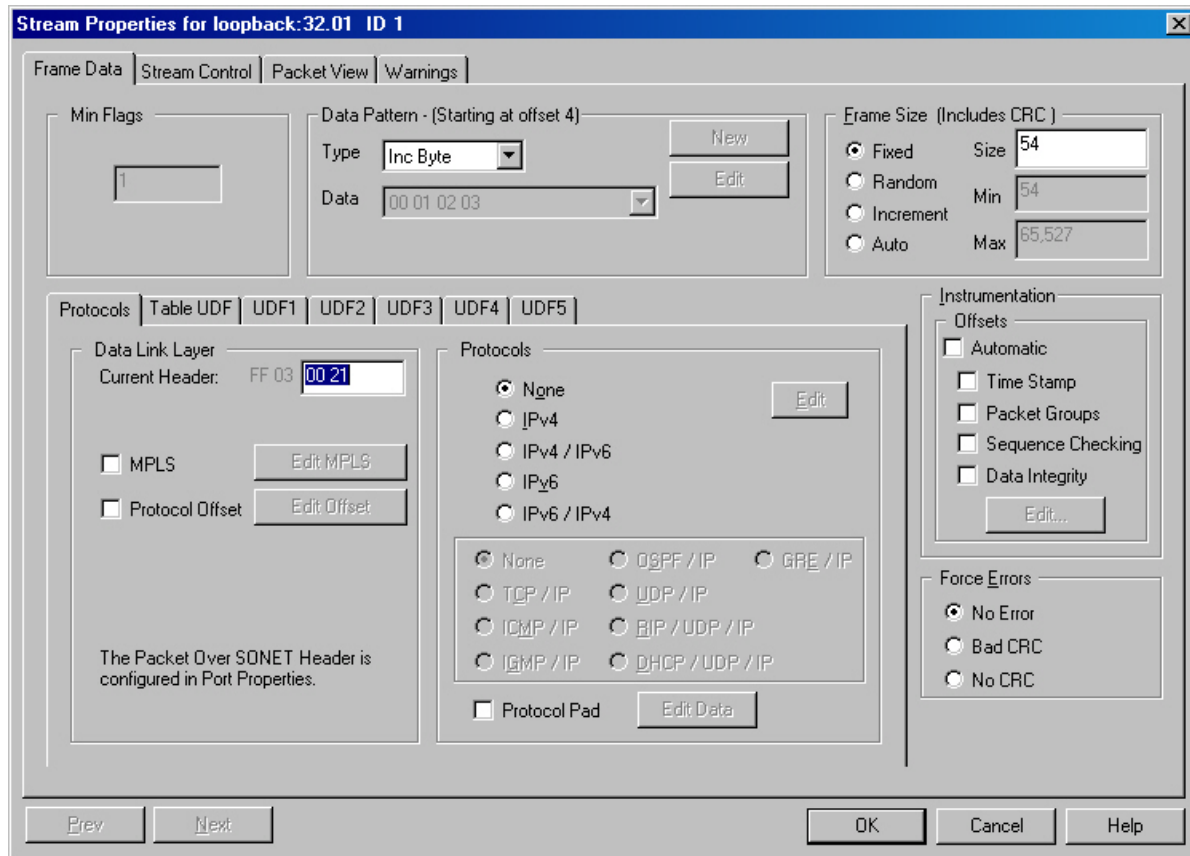 Stream Properties for loopback:32.01 ID 1
Frame Data
Stream Control
Packet View
Warnings
Min Flags
1
Data Pattern - (Starting at offset 4)
Type
Inc Byte
Data
00 01 02 03
New
Edit
Frame Size (Includes CRC )
Fixed
Random
Increment
Auto
Size
54
Min
54
Max
65,527
Protocols
Table UDF
UDF1
UDF2
UDF3
UDF4
UDF5
Data Link Layer
Current Header:
FF 03
00 21
MPLS
Edit MPLS
Protocol Offset
Edit Offset
The Packet Over SONET Header is
configured in Port Properties.
Protocols
None
IPv4
IPv4 / IPv6
IPv6
IPv6 / IPv4
Edit
None
OSPF / IP
GRE / IP
TCP / IP
UDP / IP
ICMP / IP
RIP / UDP / IP
IGMP / IP
DHCP / UDP / IP
Protocol Pad
Edit Data
Instrumentation
Offsets
Automatic
Time Stamp
Packet Groups
Sequence Checking
Data Integrity
Edit...
Force Errors
No Error
Bad CRC
No CRC
Prev
Next
OK
Cancel
Help